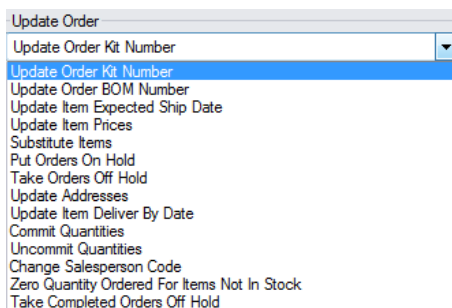 Update Order
Update Order Kit Number
Update Order Kit Number
Update Order BOM Number
Update Item Expected Ship Date
Update Item Prices
Substitute Items
Put Orders On Hold
Take Orders Off Hold
Update Addresses
Update Item Deliver By Date
Commit Quantities
Uncommit Quantities
Change Salesperson Code
Zero Quantity Ordered For Items Not In Stock
Take Completed Orders Off Hold